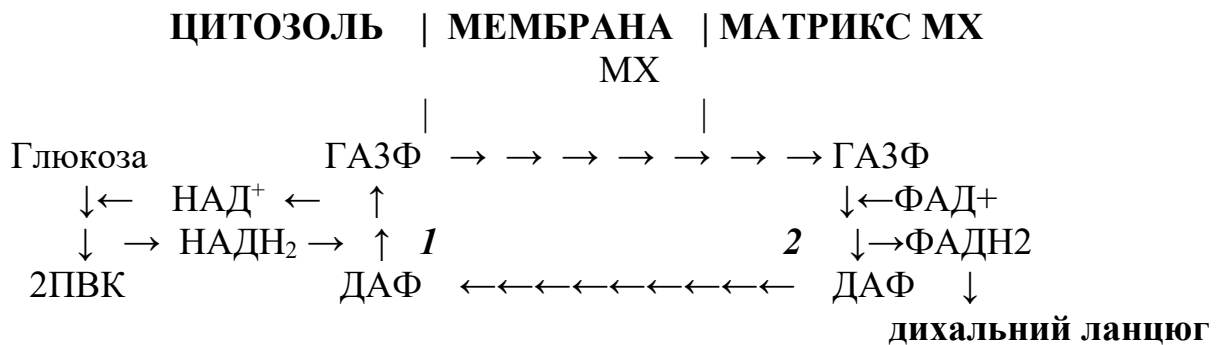 ЦИТОЗОЛЬ | МЕМБРАНА | МАТРИКС МХ
МХ
| |
Глюкоза ГА3Ф → → → → → → → ГА3Ф
↓← НАД⁺ ← ↑ ↓←ФАД+
↓ → НАДН₂ → ↑ 1 2 ↓→ФАДН2
2ПВК ДАФ ←←←←←←←←← ДАФ ↓
дихальний ланцюг